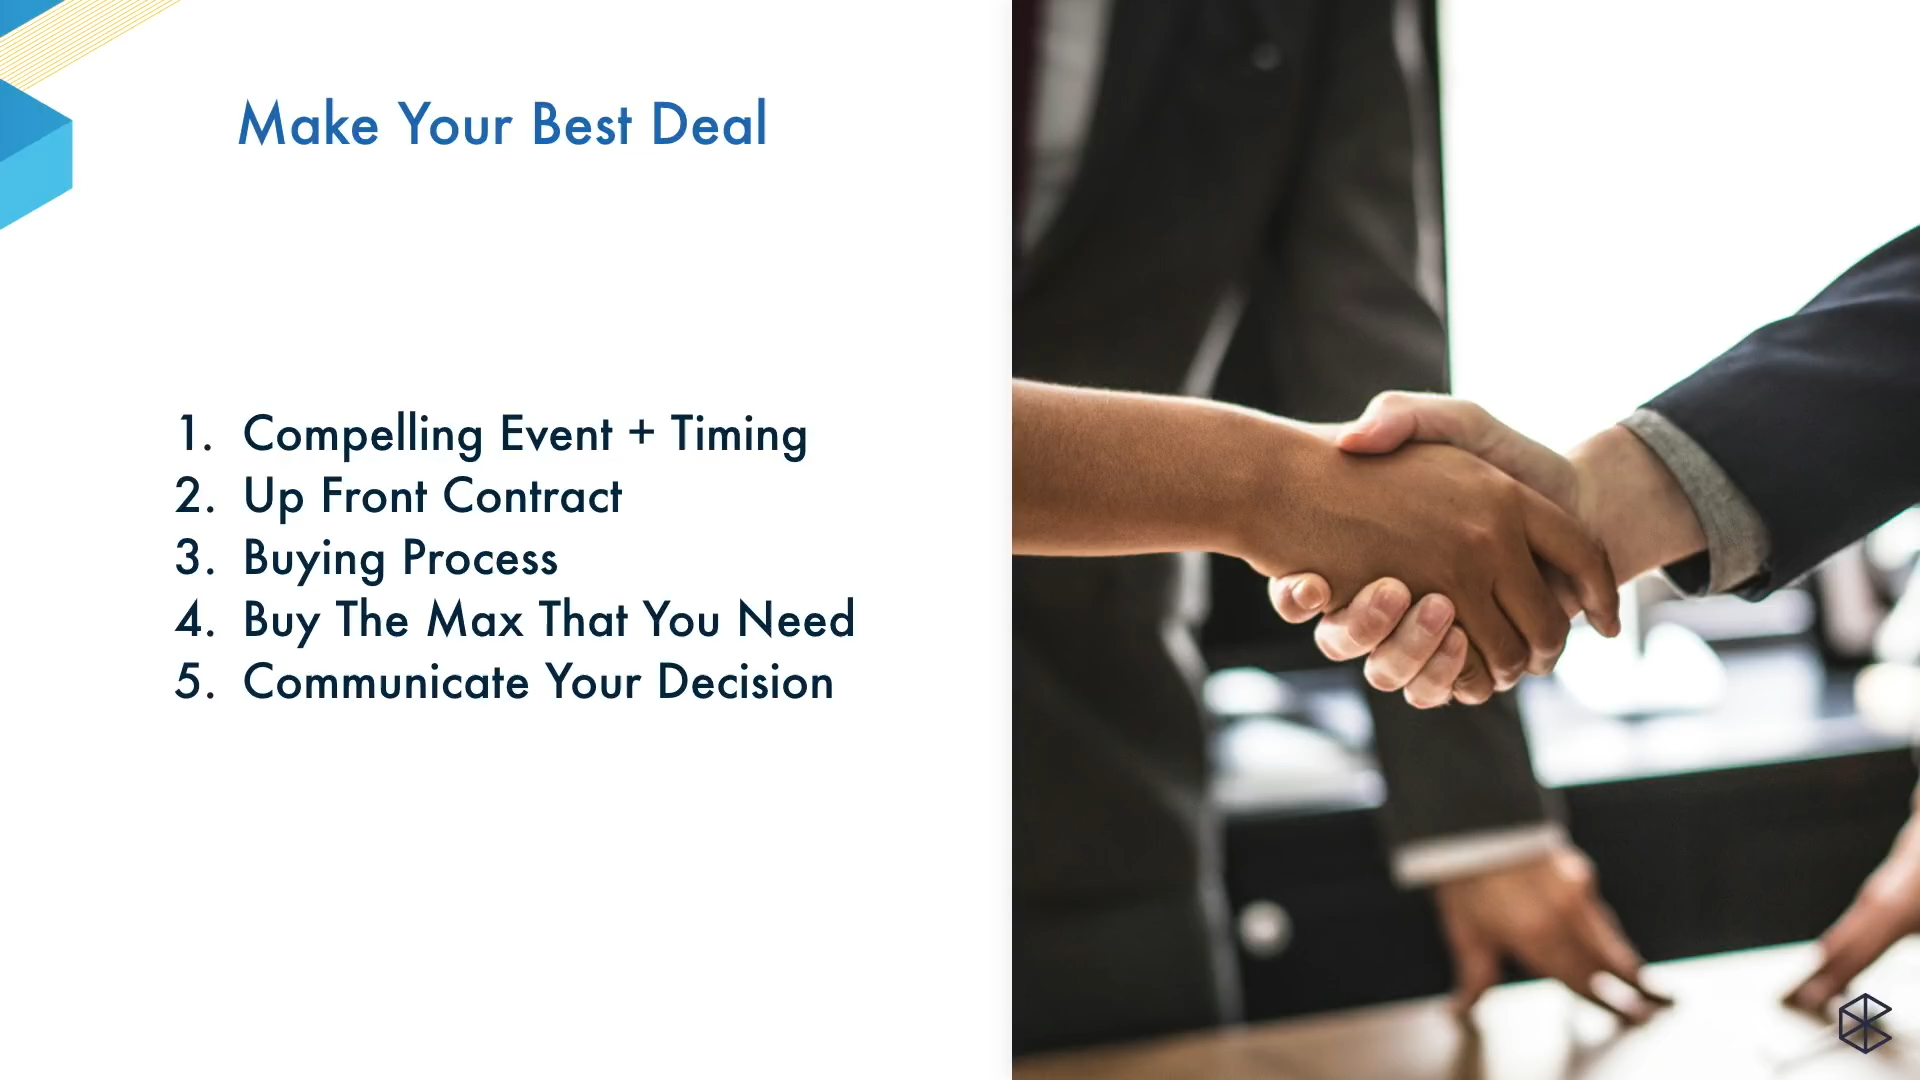 Make Your Best Deal
1. Compelling Event + Timing
2. Up Front Contract
3. Buying Process
4. Buy The Max That You Need
5. Communicate Your Decision